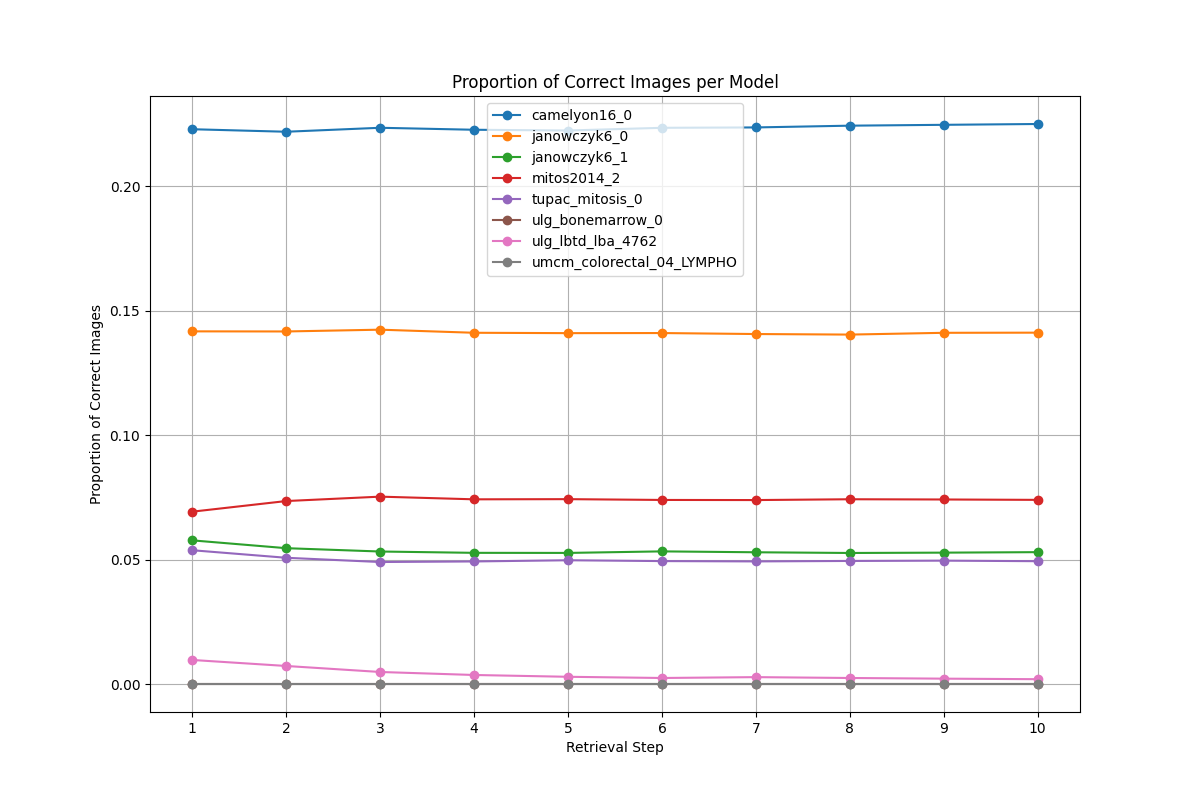 Proportion of Correct Images per Model
camelyon16_0
janowczyk6_0
janowczyk6_1
mitos2014_2
tupac_mitosis_0
ulg_bonemarrow_0
ulg_lbtd_lba_4762
umcm_colorectal_04_LYMPHO
Proportion of Correct Images
0.20
0.15
0.10
0.05
0.00
1 2 3 4 5 6 7 8 9 10
Retrieval Step